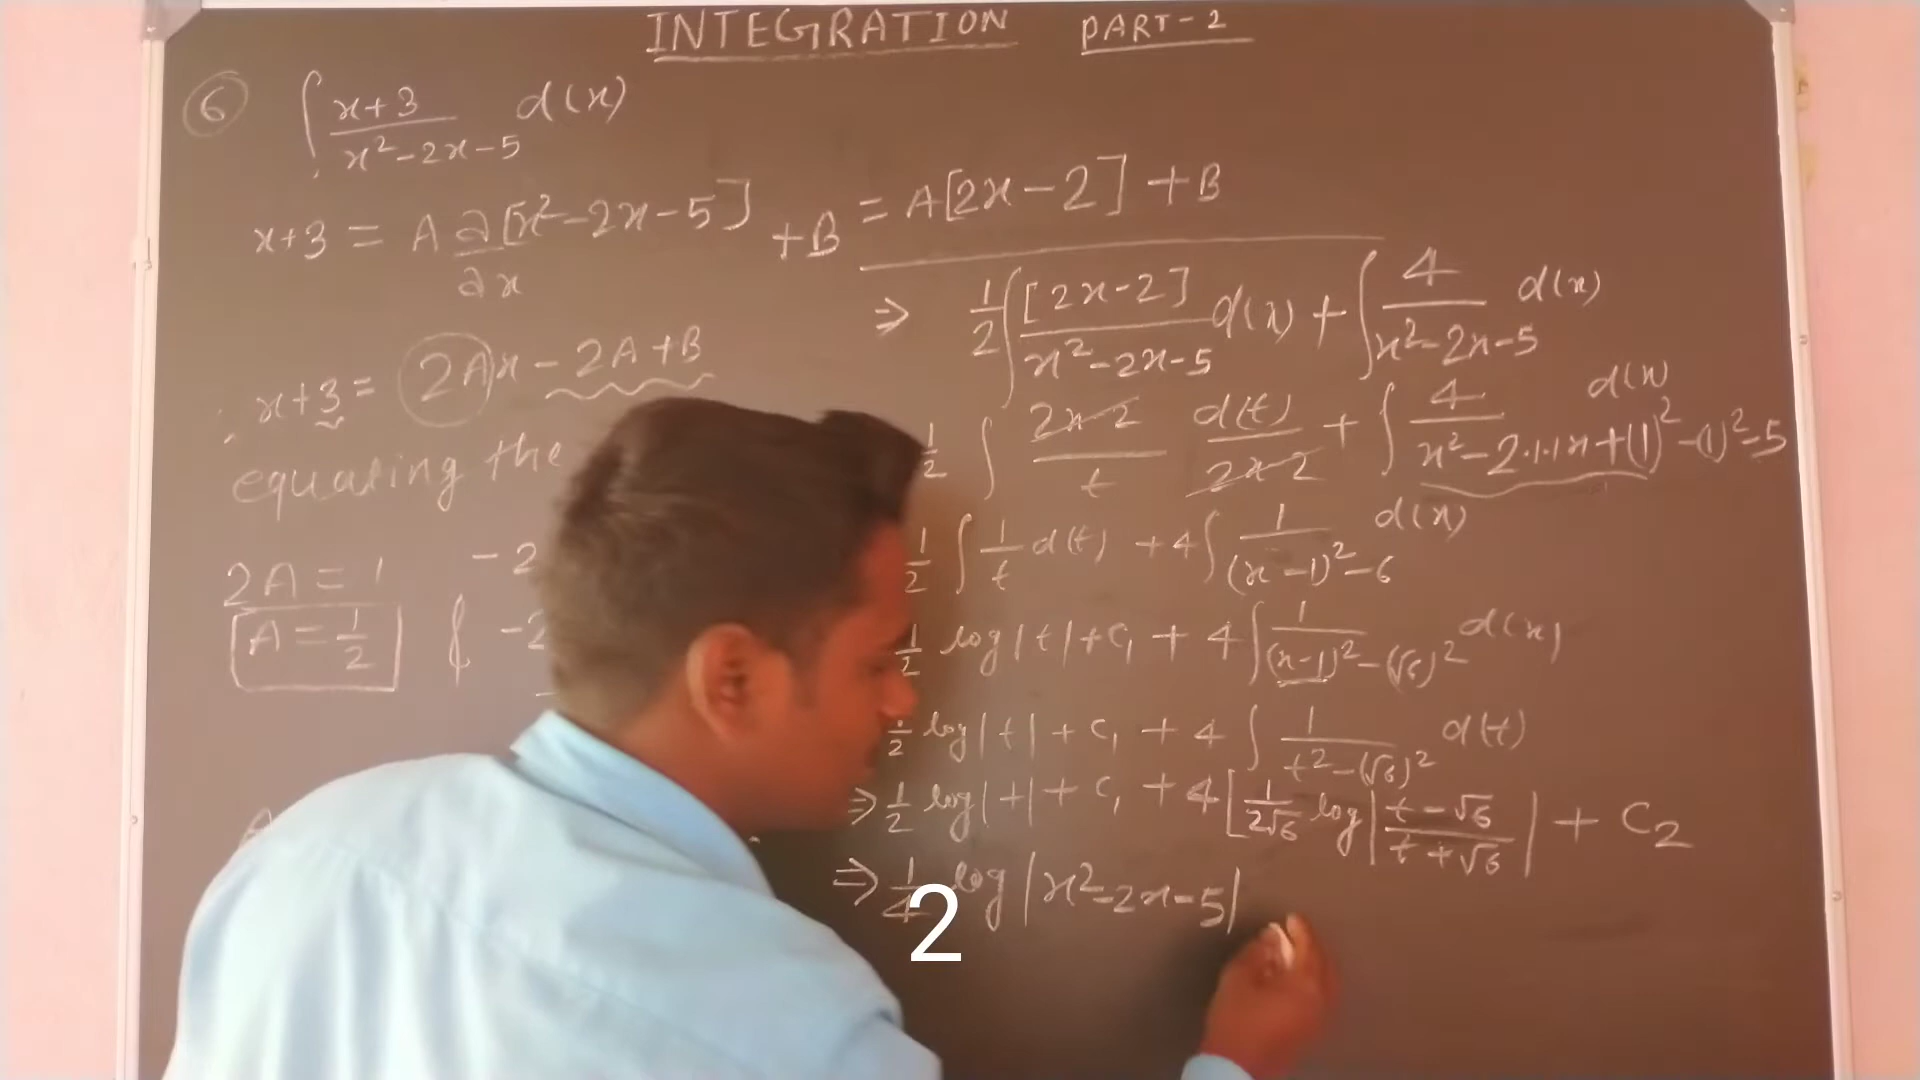 INTEGRATION PART-2
6 ∫ x+3 / x²-2x-5 d(x)
x+3 = A ∂[x²-2x-5] / ∂x +B = A[2x-2] +B
x+3 = 2Ax - 2A+B
equating the
2A = 1 -2
A = 1/2 & -2
⇒ 1/2 ∫ [2x-2] / x²-2x-5 d(x) + ∫ 4 / x²-2x-5 d(x)
1/2 ∫ 2x-2 / t d(t) / 2x-2 + ∫ 4 / x²-2.1.1x+(1)²-(1)²-5 d(x)
1/2 ∫ 1/t d(t) +4 ∫ 1 / (x-1)²-6 d(x)
1/2 log|t|+C₁ + 4 ∫ 1 / (x-1)²-(√6)² d(x)
1/2 log|t| + C₁ + 4 ∫ 1 / t²-(√6)² d(t)
⇒ 1/2 log|t| + C₁ + 4[1/2√6 log|t-√6 / t+√6| + C₂
⇒ 1/4 log|x²-2x-5|
2